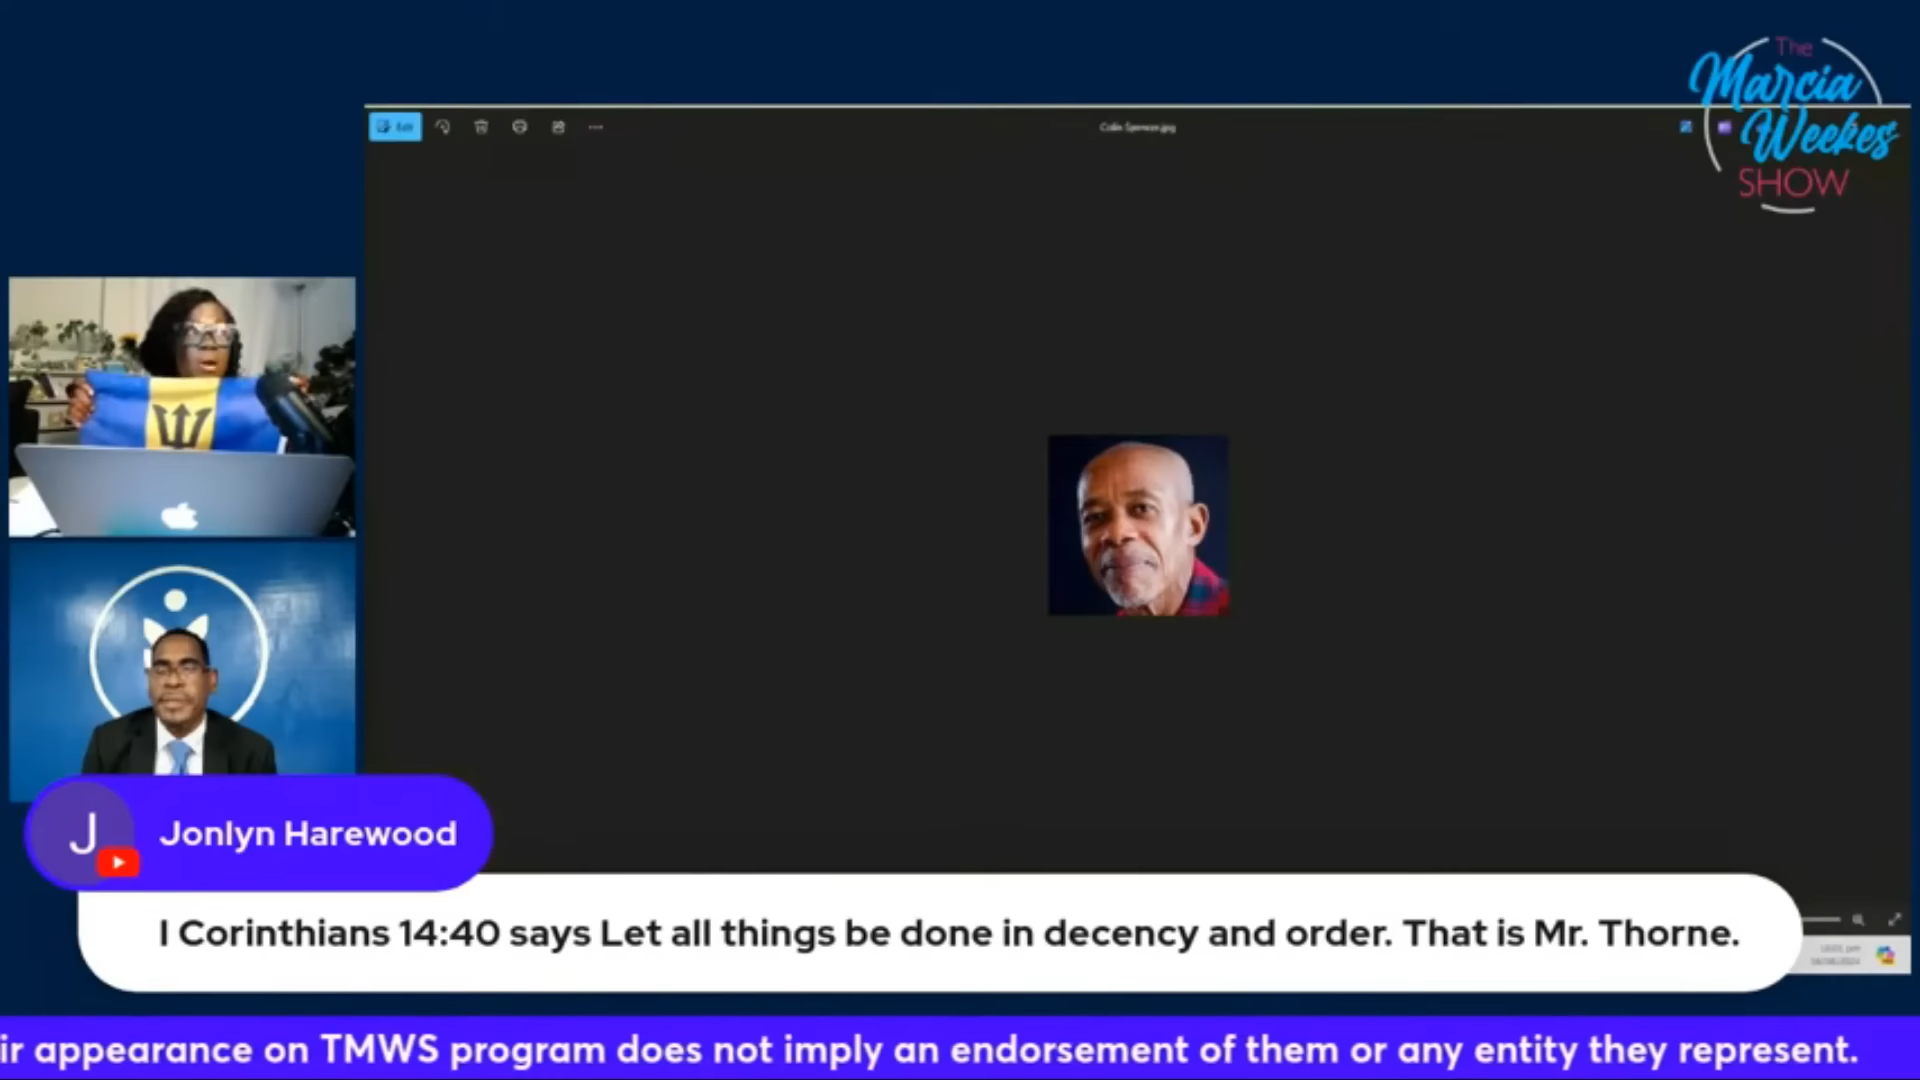 The
Marcia
Weekes
SHOW
Edit
J
Jonlyn Harewood
I Corinthians 14:40 says Let all things be done in decency and order. That is Mr. Thorne.
ir appearance on TMWS program does not imply an endorsement of them or any entity they represent.